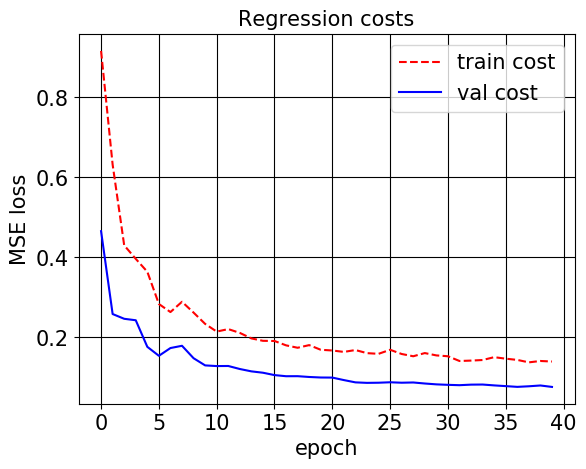 Regression costs
train cost
val cost
MSE loss
0.8
0.6
0.4
0.2
0 5 10 15 20 25 30 35 40
epoch